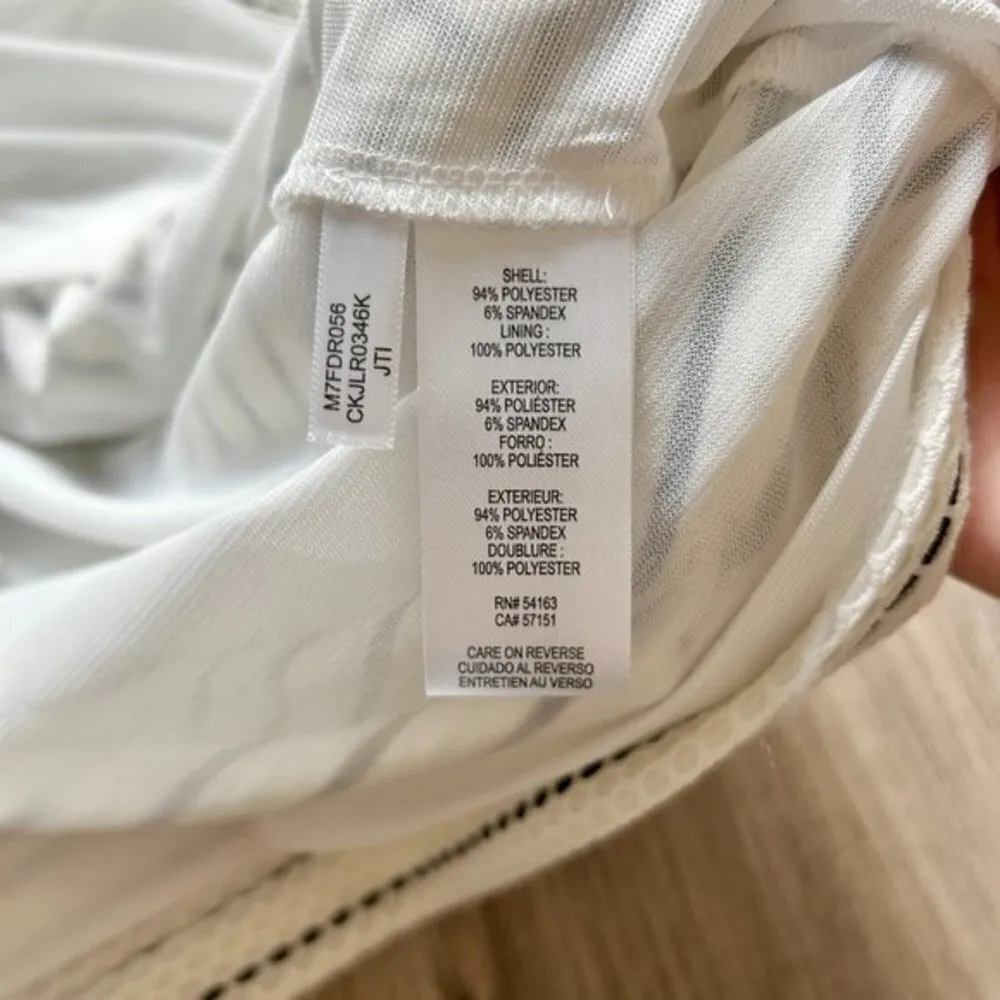 M7FDR056
CKJLR0346K
JTI
SHELL:
94% POLYESTER
6% SPANDEX
LINING :
100% POLYESTER
EXTERIOR:
94% POLIÉSTER
6% SPANDEX
FORRO :
100% POLIÉSTER
EXTERIEUR:
94% POLYESTER
6% SPANDEX
DOUBLURE :
100% POLYESTER
RN# 54163
CA# 57151
CARE ON REVERSE
CUIDADO AL REVERSO
ENTRETIEN AU VERSO